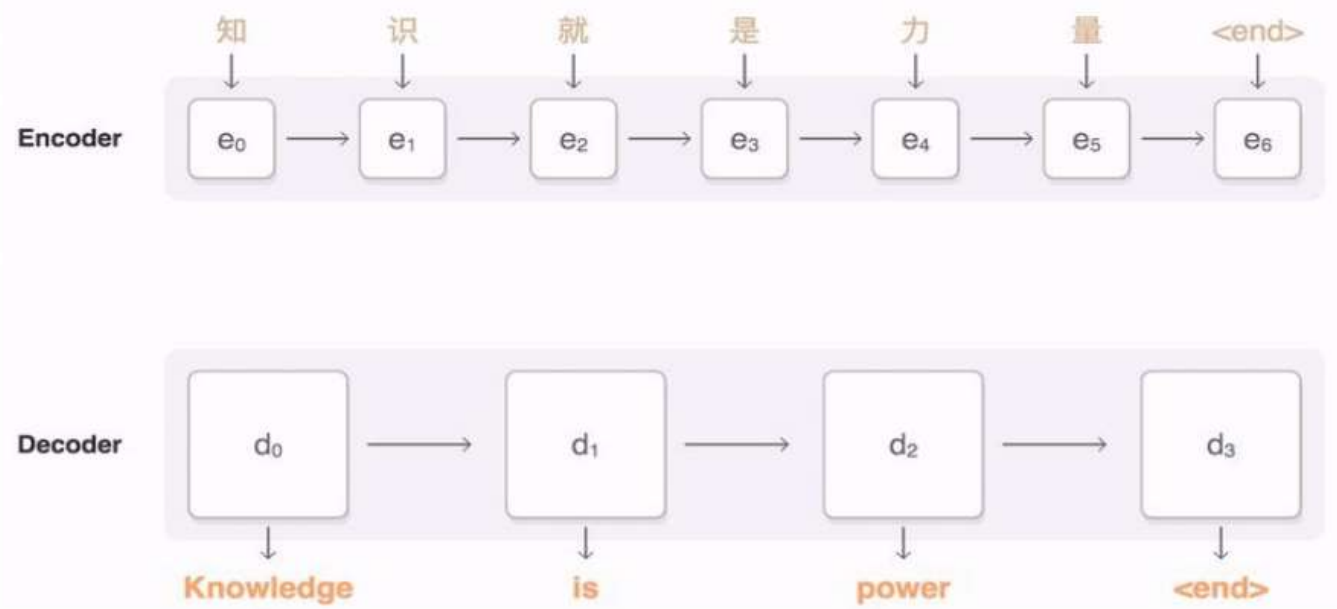 知 识 就 是 力 量 <end>
Encoder e₀ e₁ e₂ e₃ e₄ e₅ e₆
Decoder d₀ d₁ d₂ d₃
Knowledge is power <end>